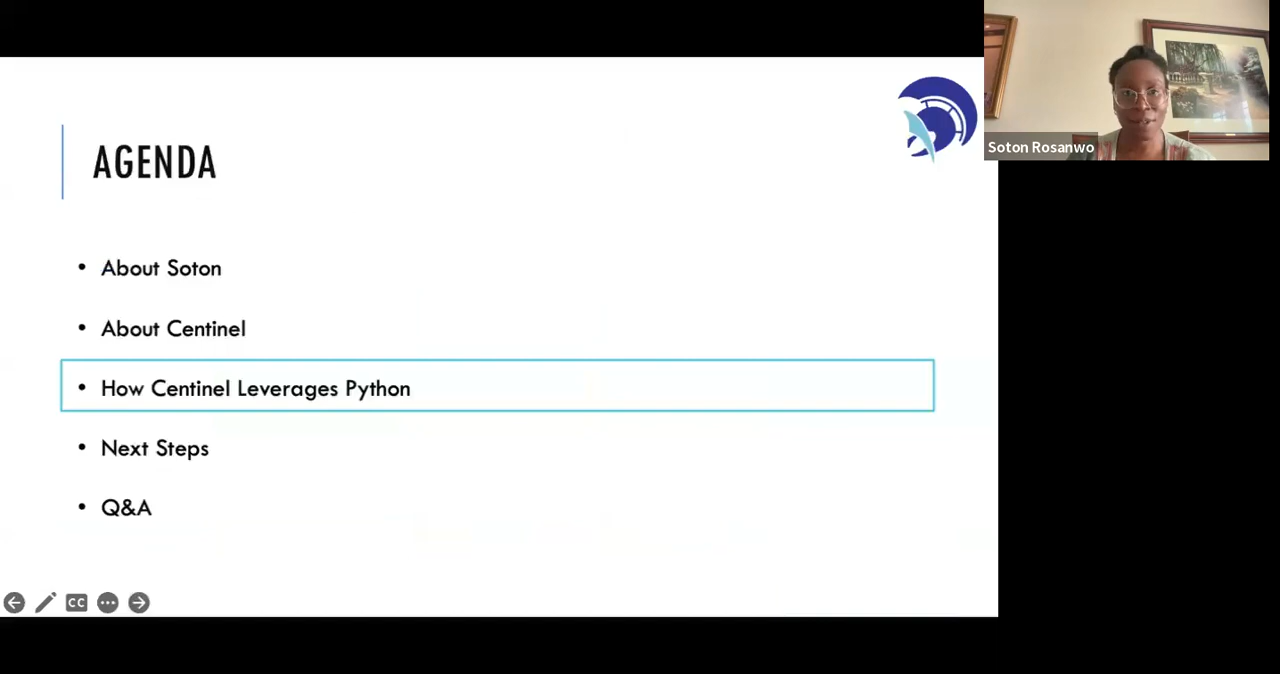 AGENDA
Soton Rosanwo
• About Soton
• About Centinel
• How Centinel Leverages Python
• Next Steps
• Q&A
CC